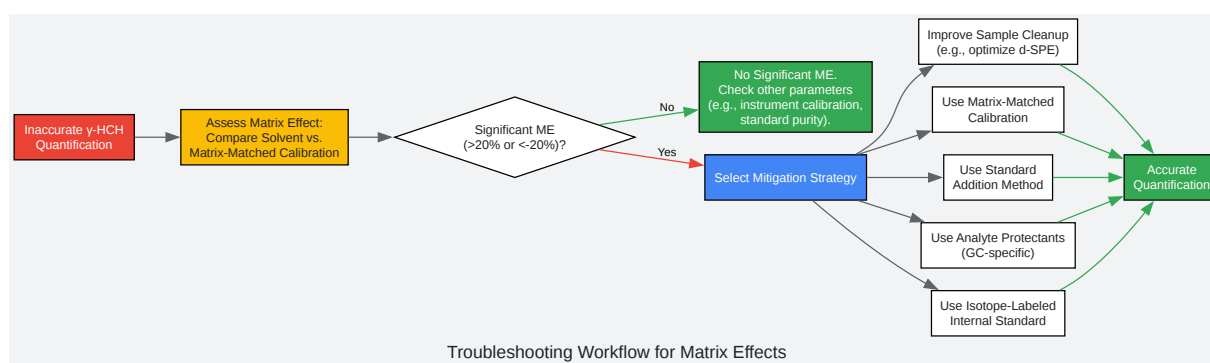 Inaccurate γ-HCH
Quantification
Assess Matrix Effect:
Compare Solvent vs.
Matrix-Matched Calibration
Significant ME
(>20% or <-20%)?
No
Yes
No Significant ME.
Check other parameters
(e.g., instrument calibration,
standard purity).
Select Mitigation Strategy
Improve Sample Cleanup
(e.g., optimize d-SPE)
Use Matrix-Matched
Calibration
Use Standard
Addition Method
Use Analyte Protectants
(GC-specific)
Use Isotope-Labeled
Internal Standard
Accurate
Quantification
Troubleshooting Workflow for Matrix Effects